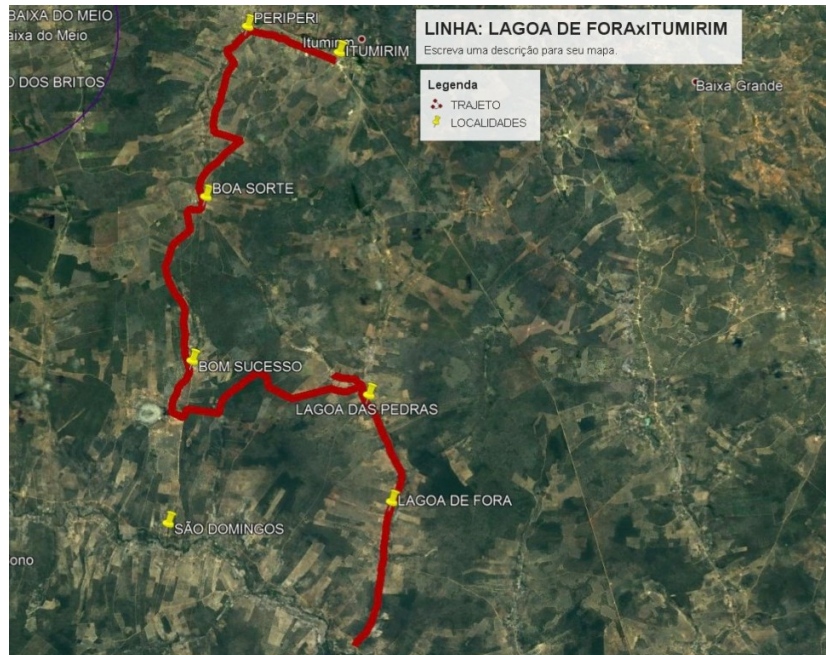 BAIXA DO MEIO
aixa do Meio
PERIPERI
Itumirim
ITUMIRIM
LINHA: LAGOA DE FORAxITUMIRIM
Escreva uma descrição para seu mapa.
O DOS BRITOS
Legenda
TRAJETO
LOCALIDADES
Baixa Grande
BOA SORTE
BOM SUCESSO
LAGOA DAS PEDRAS
LAGOA DE FORA
SÃO DOMINGOS
ono